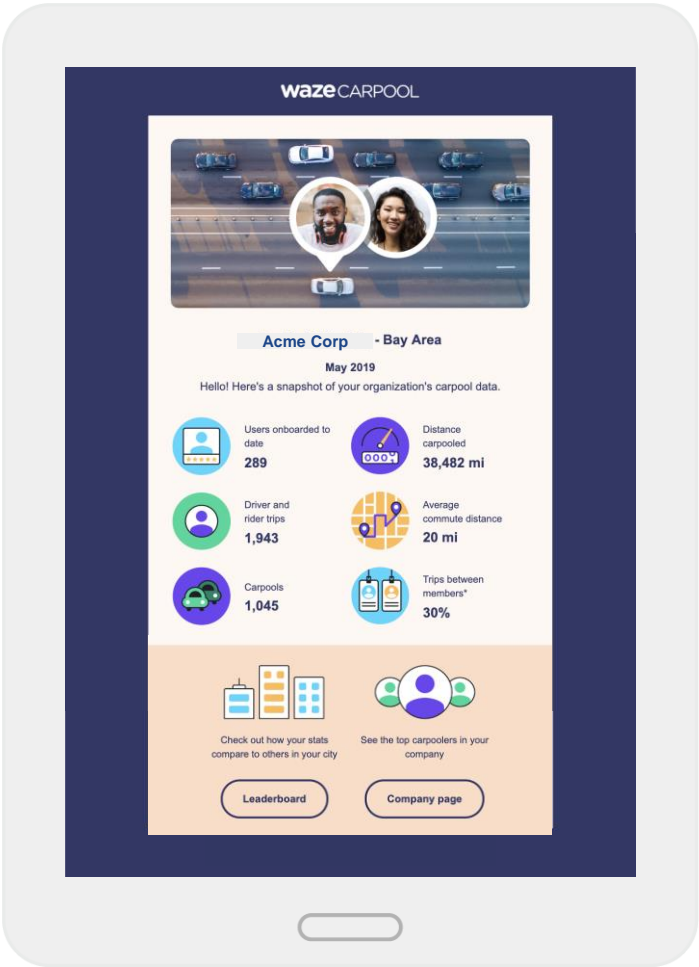 waze CARPOOL
Acme Corp - Bay Area
May 2019
Hello! Here's a snapshot of your organization's carpool data.
Users onboarded to
date
289
Distance
carpooled
38,482 mi
Driver and
rider trips
1,943
Average
commute distance
20 mi
Carpools
1,045
Trips between
members*
30%
Check out how your stats
compare to others in your city
Leaderboard
See the top carpoolers in your
company
Company page